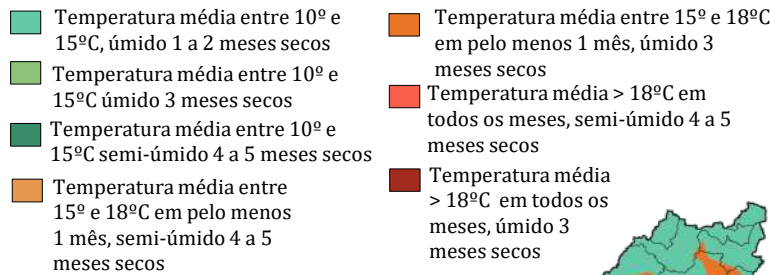 Temperatura média entre 10º e
15ºC, úmido 1 a 2 meses secos
Temperatura média entre 10º e
15ºC úmido 3 meses secos
Temperatura média entre 10º e
15ºC semi-úmido 4 a 5 meses secos
Temperatura média entre
15º e 18ºC em pelo menos
1 mês, semi-úmido 4 a 5
meses secos
Temperatura média entre 15º e 18ºC
em pelo menos 1 mês, úmido 3
meses secos
Temperatura média > 18ºC em
todos os meses, semi-úmido 4 a 5
meses secos
Temperatura média
> 18ºC em todos os
meses, úmido 3
meses secos